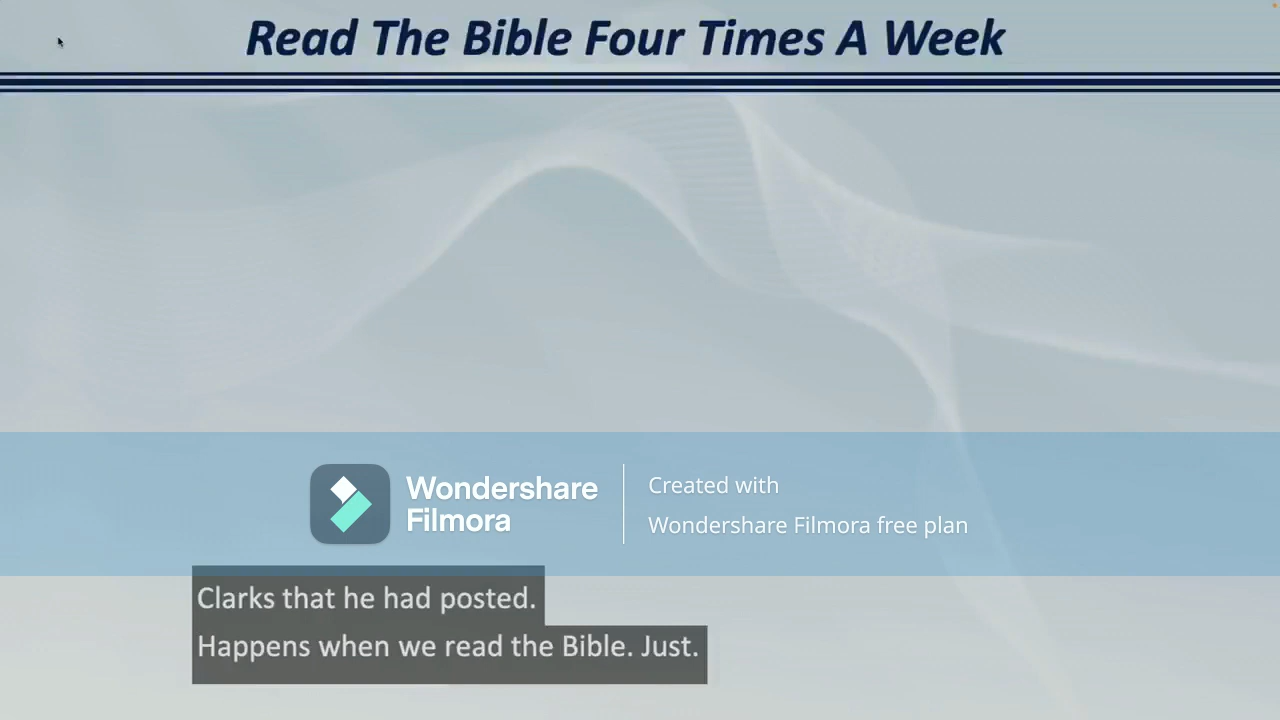 Read The Bible Four Times A Week
Wondershare
Filmora
Created with
Wondershare Filmora free plan
Clarks that he had posted.
Happens when we read the Bible. Just.